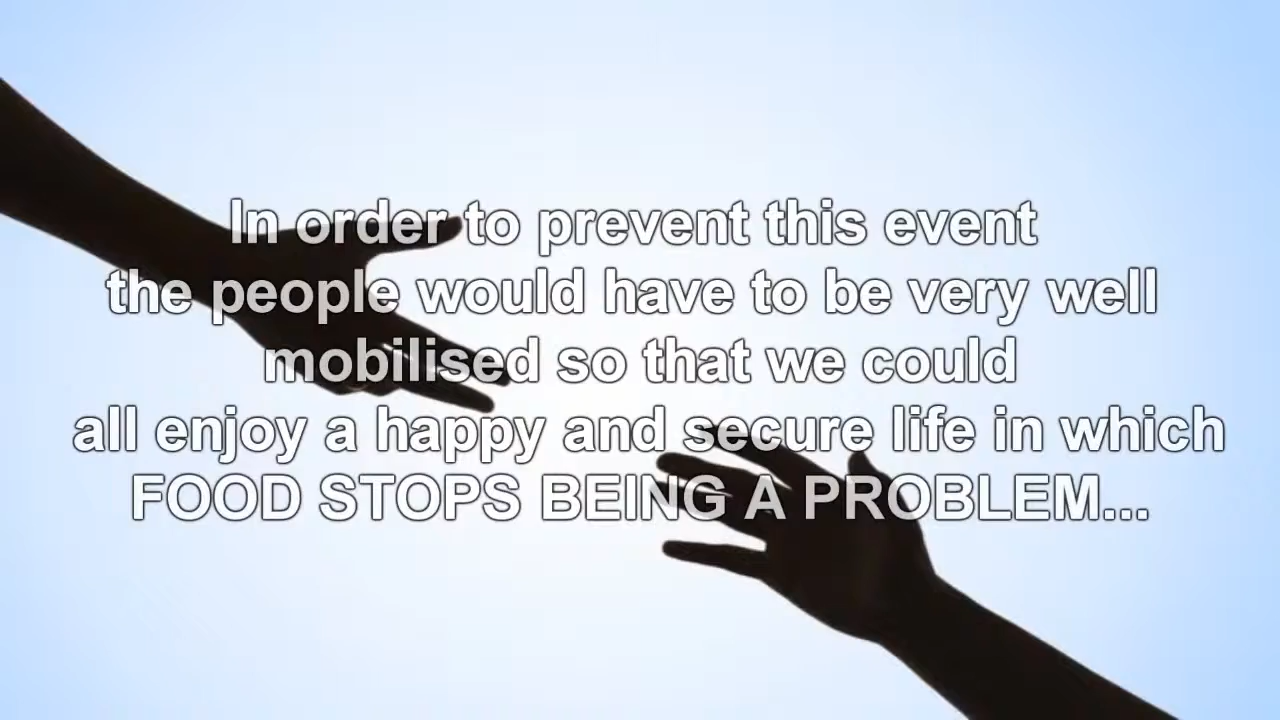 In order to prevent this event
the people would have to be very well
mobilised so that we could
all enjoy a happy and secure life in which
FOOD STOPS BEING A PROBLEM...